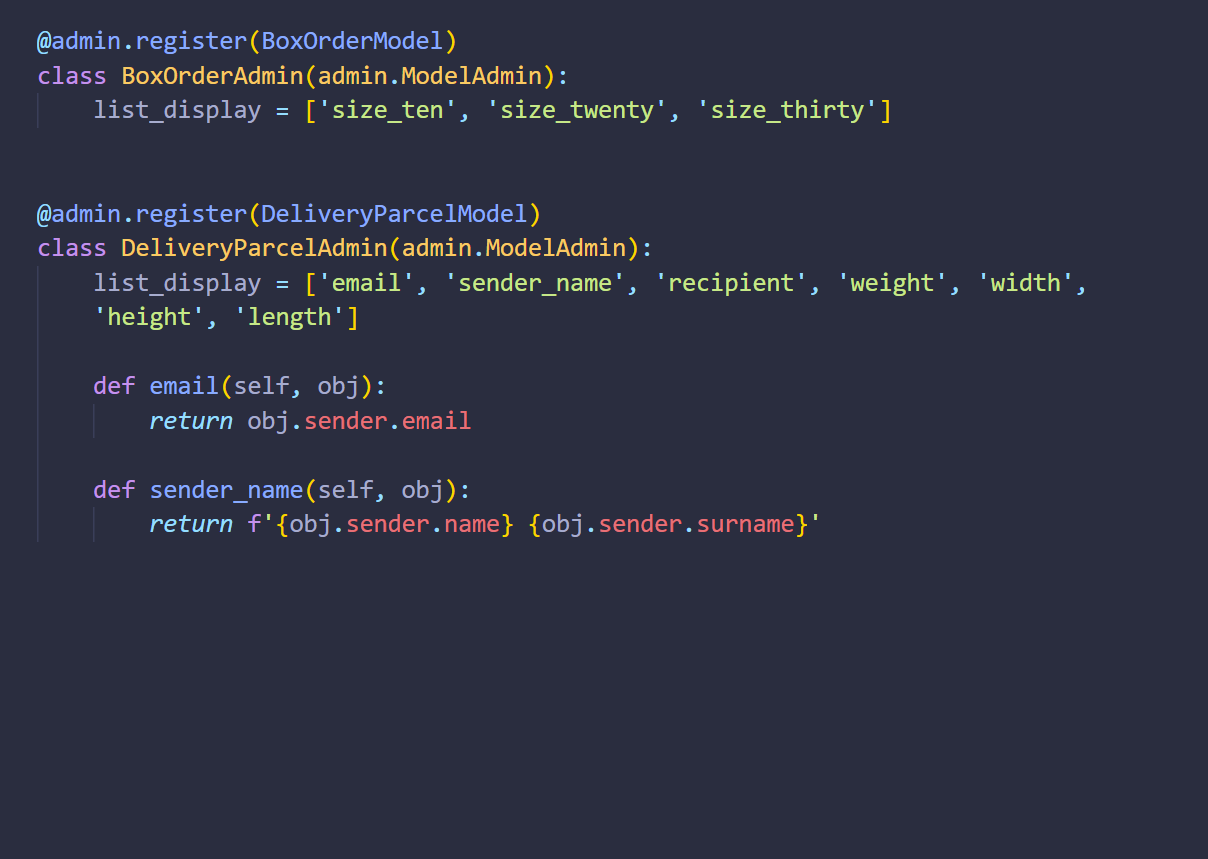 @admin.register(BoxOrderModel)
class BoxOrderAdmin(admin.ModelAdmin):
    list_display = ['size_ten', 'size_twenty', 'size_thirty']
@admin.register(DeliveryParcelModel)
class DeliveryParcelAdmin(admin.ModelAdmin):
    list_display = ['email', 'sender_name', 'recipient', 'weight', 'width',
    'height', 'length']
    def email(self, obj):
        return obj.sender.email
    def sender_name(self, obj):
        return f'{obj.sender.name} {obj.sender.surname}'